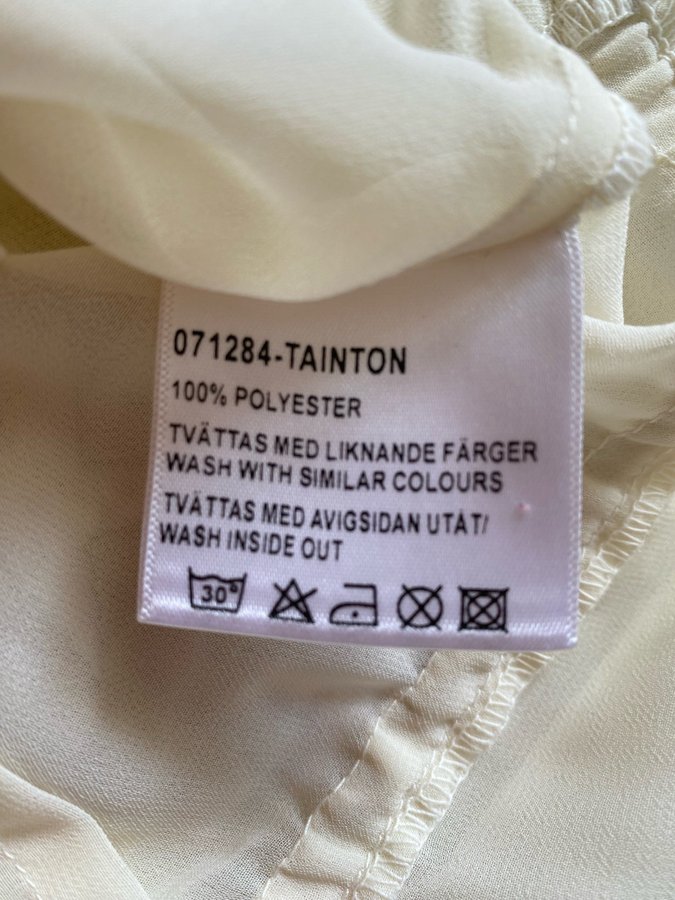 071284-TAINTON
100% POLYESTER
TVÄTTAS MED LIKNANDE FÄRGER
WASH WITH SIMILAR COLOURS
TVÄTTAS MED AVIGSIDAN UTÅT/
WASH INSIDE OUT
30°